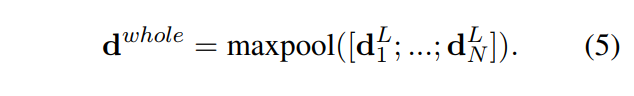 d^{whole} = maxpool([d_1^L; ...; d_N^L]). (5)